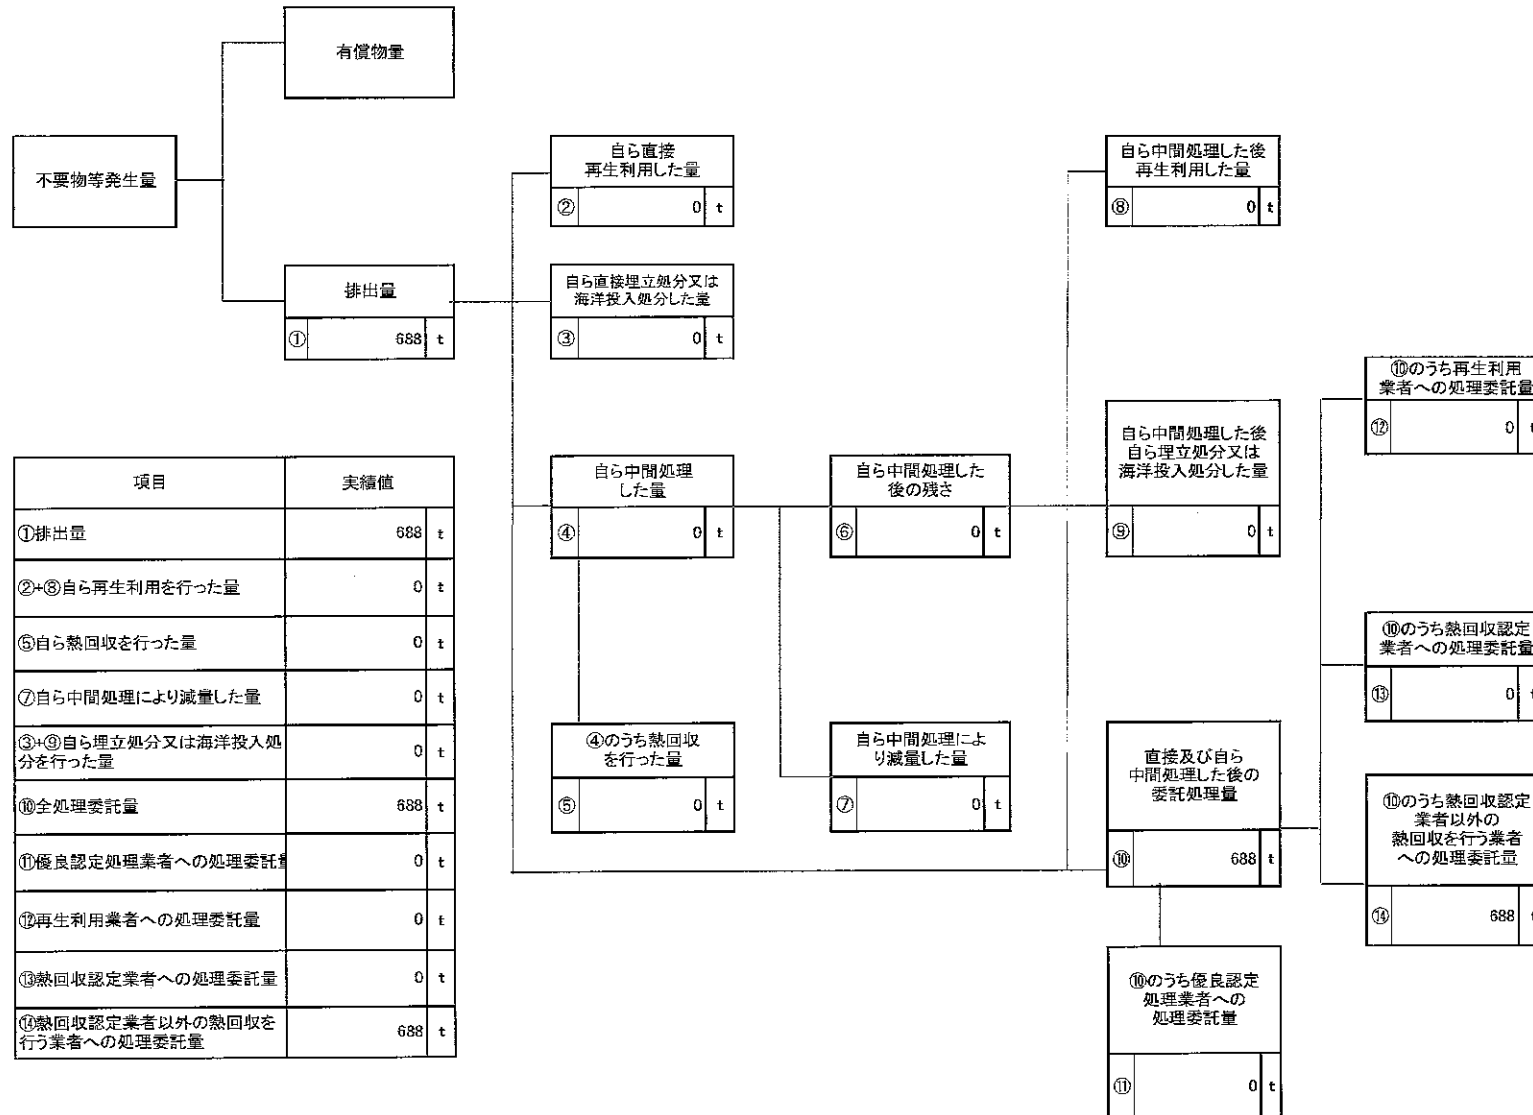 有償物量
不要物等発生量
排出量
① 688 t
自ら直接
再生利用した量
② 0 t
自ら直接埋立処分又は
海洋投入処分した量
③ 0 t
自ら中間処理
した量
④ 0 t
④のうち熱回収
を行った量
⑤ 0 t
自ら中間処理した
後の残さ
⑥ 0 t
自ら中間処理によ
り減量した量
⑦ 0 t
自ら中間処理した後
再生利用した量
⑧ 0 t
自ら中間処理した後
自ら埋立処分又は
海洋投入処分した量
⑨ 0 t
直接及び自ら
中間処理した後の
委託処理量
⑩ 688 t
⑩のうち優良認定
処理業者への
処理委託量
⑪ 0 t
⑩のうち再生利用
業者への処理委託量
⑫ 0 t
⑩のうち熱回収認定
業者への処理委託量
⑬ 0 t
⑩のうち熱回収認定
業者以外の
熱回収を行う業者
への処理委託量
⑭ 688 t
項目 実績値
①排出量 688 t
②+⑧自ら再生利用を行った量 0 t
⑤自ら熱回収を行った量 0 t
⑦自ら中間処理により減量した量 0 t
③+⑨自ら埋立処分又は海洋投入処
分を行った量 0 t
⑩全処理委託量 688 t
⑪優良認定処理業者への処理委託量 0 t
⑫再生利用業者への処理委託量 0 t
⑬熱回収認定業者への処理委託量 0 t
⑭熱回収認定業者以外の熱回収を
行う業者への処理委託量 688 t